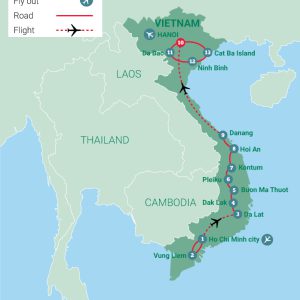 Fly out
Road
Flight
VIETNAM
HANOI
10
Da Bac
11
13
Cat Ba Island
12
Ninh Binh
LAOS
THAILAND
9
Danang
8
Hoi An
7
Kontum
Pleiku
6
5
Buon Ma Thuot
Dak Lak
4
CAMBODIA
3
Da Lat
1
Ho Chi Minh city
Vung Liem
2